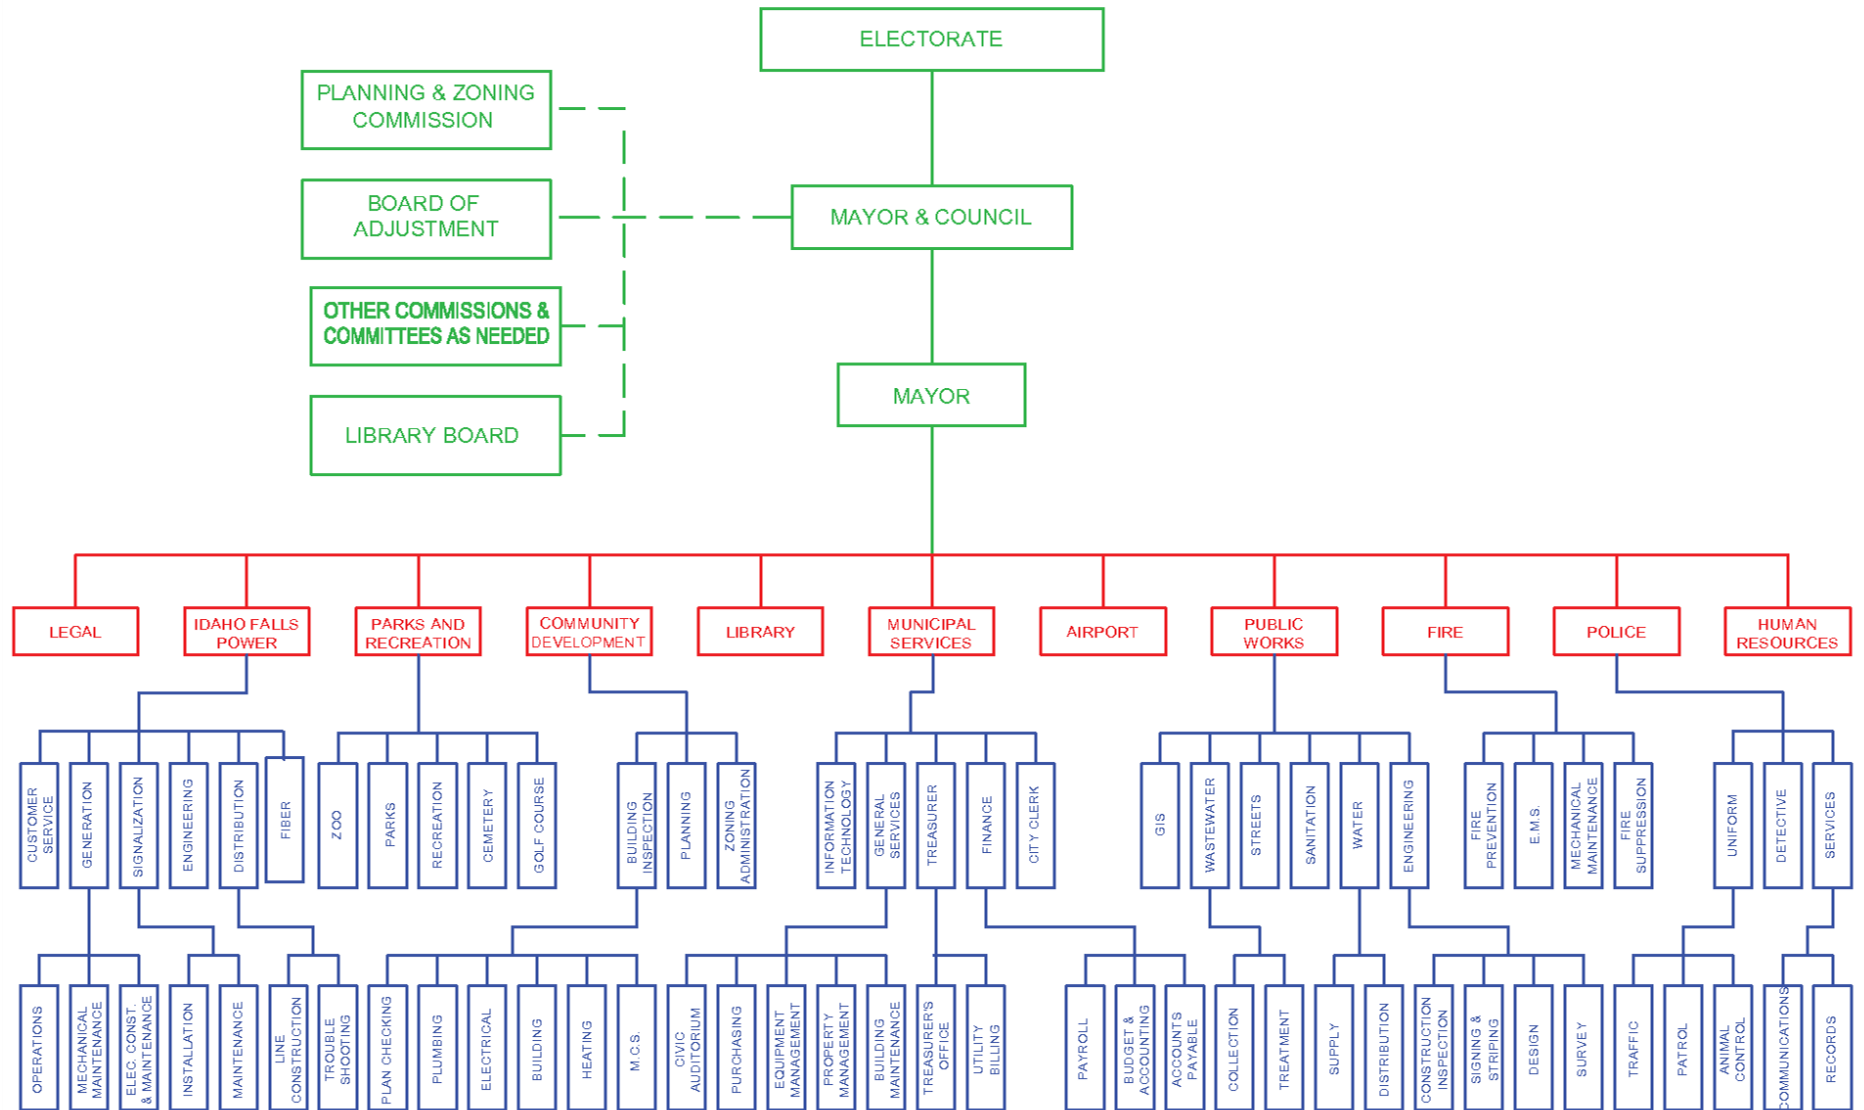 ELECTORATE
PLANNING & ZONING
COMMISSION
BOARD OF
ADJUSTMENT
MAYOR & COUNCIL
OTHER COMMISSIONS &
COMMITTEES AS NEEDED
MAYOR
LIBRARY BOARD
LEGAL
IDAHO FALLS
POWER
PARKS AND
RECREATION
COMMUNITY
DEVELOPMENT
LIBRARY
MUNICIPAL
SERVICES
AIRPORT
PUBLIC
WORKS
FIRE
POLICE
HUMAN
RESOURCES
CUSTOMER
SERVICE
GENERATION
SIGNALIZATION
ENGINEERING
DISTRIBUTION
FIBER
ZOO
PARKS
RECREATION
CEMETERY
GOLF COURSE
BUILDING
INSPECTION
PLANNING
ZONING
ADMINISTRATION
INFORMATION
TECHNOLOGY
GENERAL
SERVICES
TREASURER
FINANCE
CITY CLERK
GIS
WASTEWATER
STREETS
SANITATION
WATER
ENGINEERING
FIRE
PREVENTION
E.M.S.
MECHANICAL
MAINTENANCE
FIRE
SUPPRESSION
UNIFORM
DETECTIVE
SERVICES
OPERATIONS
MECHANICAL
MAINTENANCE
ELEC. CONST.
& MAINTENANCE
INSTALLATION
MAINTENANCE
LINE
CONSTRUCTION
TROUBLE
SHOOTING
PLAN CHECKING
PLUMBING
ELECTRICAL
BUILDING
HEATING
M.C.S.
CIVIC
AUDITORIUM
PURCHASING
EQUIPMENT
MANAGEMENT
PROPERTY
MANAGEMENT
BUILDING
MAINTENANCE
TREASURER'S
OFFICE
UTILITY
BILLING
PAYROLL
BUDGET &
ACCOUNTING
ACCOUNTS
PAYABLE
COLLECTION
TREATMENT
SUPPLY
DISTRIBUTION
CONSTRUCTION
INSPECTION
SIGNING &
STRIPING
DESIGN
SURVEY
TRAFFIC
PATROL
ANIMAL
CONTROL
COMMUNICATIONS
RECORDS